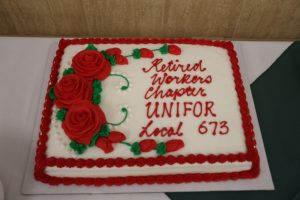 Retired
Workers
Chapter
UNIFOR
Local 673